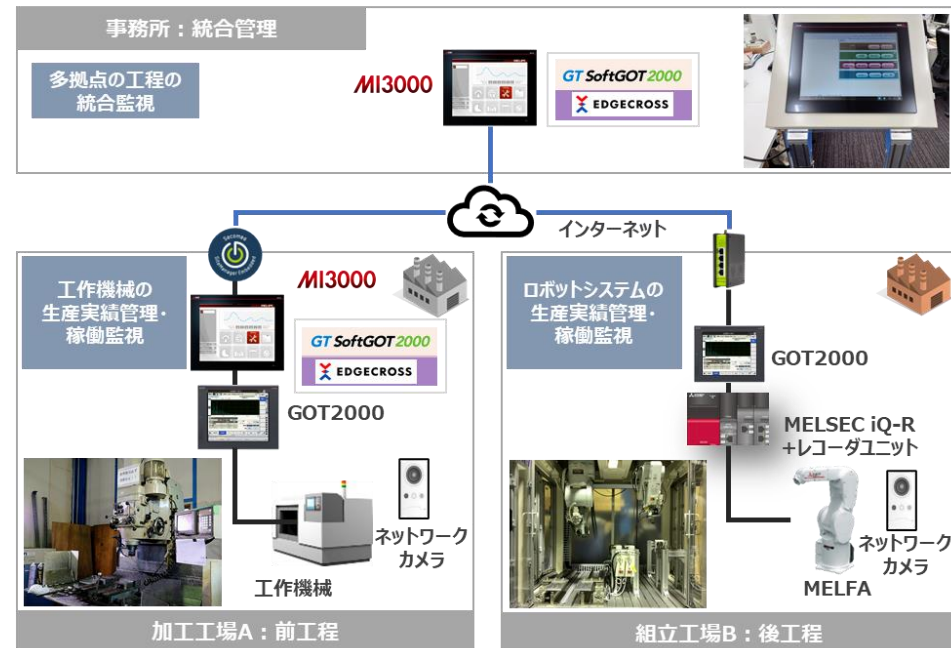 事務所：統合管理
多拠点の工程の
統合監視
MI3000
GT SoftGOT2000
EDGECROSS
インターネット
Secomea
SiteManager Embedded
工作機械の
生産実績管理・
稼働監視
MI3000
GT SoftGOT2000
EDGECROSS
GOT2000
工作機械
ネットワーク
カメラ
加工工場A：前工程
ロボットシステムの
生産実績管理・
稼働監視
GOT2000
MELSEC iQ-R
+レコーダユニット
MELFA
ネットワーク
カメラ
組立工場B：後工程